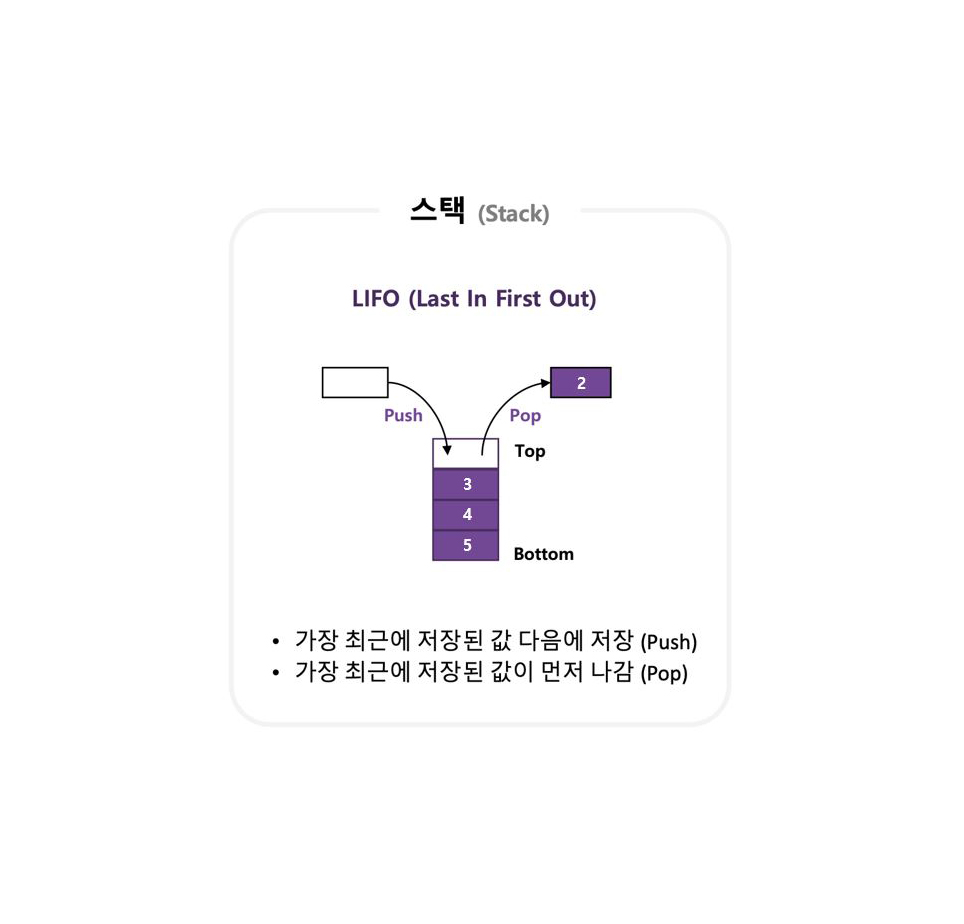 스택 (Stack)
LIFO (Last In First Out)
2
Push
Pop
Top
3
4
5
Bottom
• 가장 최근에 저장된 값 다음에 저장 (Push)
• 가장 최근에 저장된 값이 먼저 나감 (Pop)